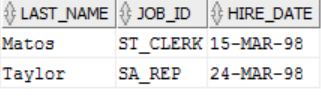 LAST_NAME JOB_ID HIRE_DATE
Matos ST_CLERK 15-MAR-98
Taylor SA_REP 24-MAR-98